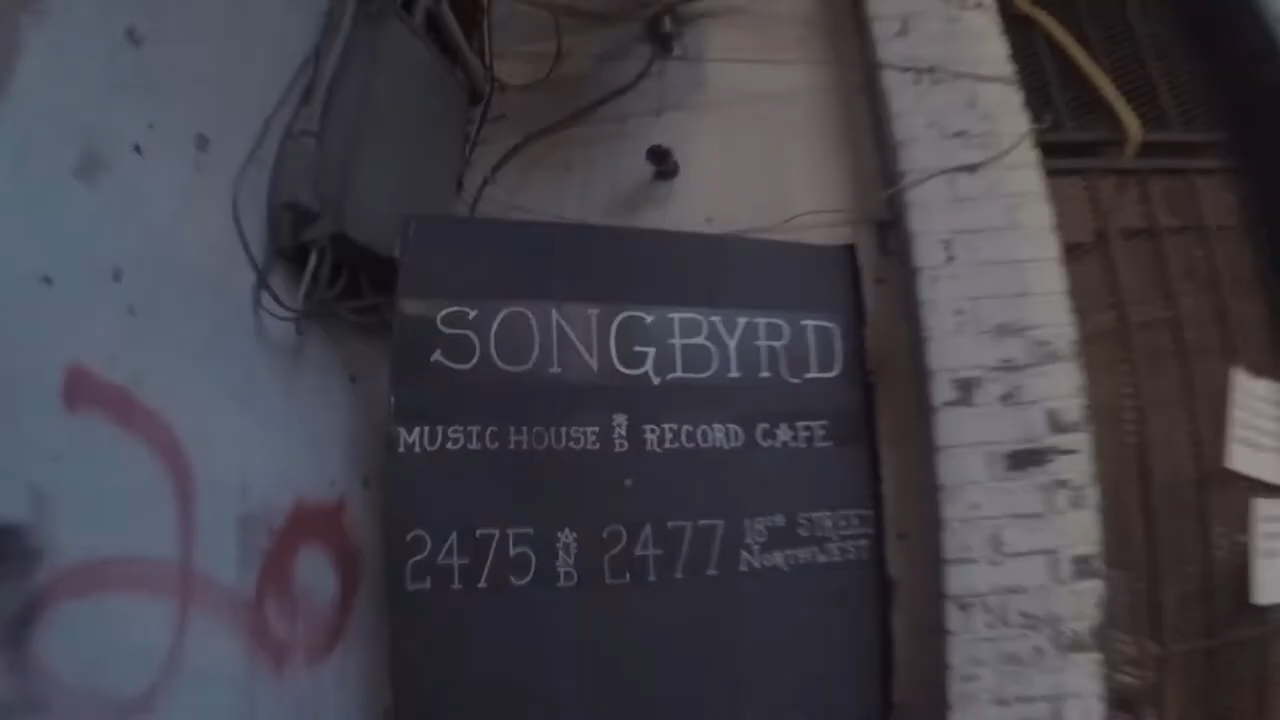 SONGBYRD
MUSIC HOUSE AND RECORD CAFE
2475 AND 2477 18TH STREET
NORTHWEST